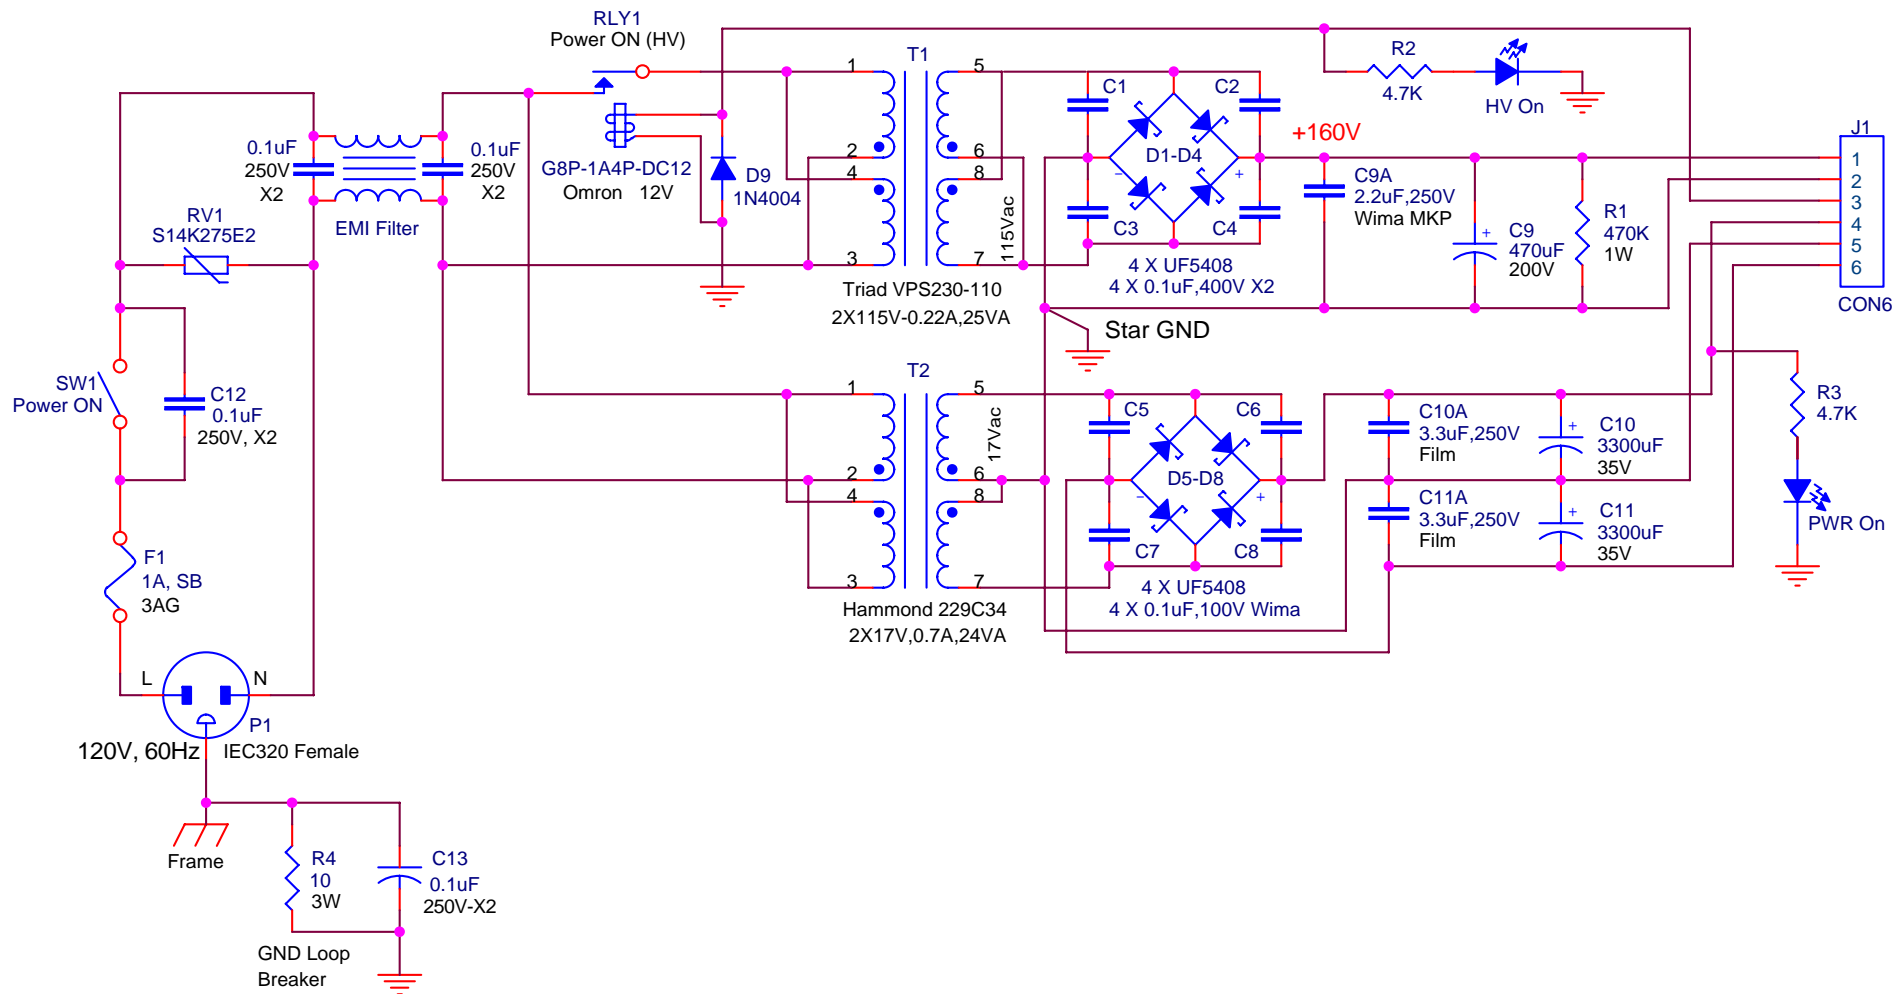 RLY1
Power ON (HV)
G8P-1A4P-DC12
Omron 12V
D9
1N4004
0.1uF
250V
X2
0.1uF
250V
X2
EMI Filter
RV1
S14K275E2
SW1
Power ON
C12
0.1uF
250V, X2
F1
1A, SB
3AG
L
N
P1
IEC320 Female
120V, 60Hz
Frame
R4
10
3W
C13
0.1uF
250V-X2
GND Loop
Breaker
T1
1
2
4
3
5
6
8
7
115Vac
Triad VPS230-110
2X115V-0.22A,25VA
C1
C2
D1-D4
−
+
C3
C4
4 X UF5408
4 X 0.1uF,400V X2
+160V
R2
4.7K
HV On
C9A
2.2uF,250V
Wima MKP
+
C9
470uF
200V
R1
470K
1W
J1
1
2
3
4
5
6
CON6
Star GND
T2
1
2
4
3
5
6
8
7
17Vac
Hammond 229C34
2X17V,0.7A,24VA
C5
C6
D5-D8
−
+
C7
C8
4 X UF5408
4 X 0.1uF,100V Wima
C10A
3.3uF,250V
Film
+
C10
3300uF
35V
C11A
3.3uF,250V
Film
+
C11
3300uF
35V
R3
4.7K
PWR On